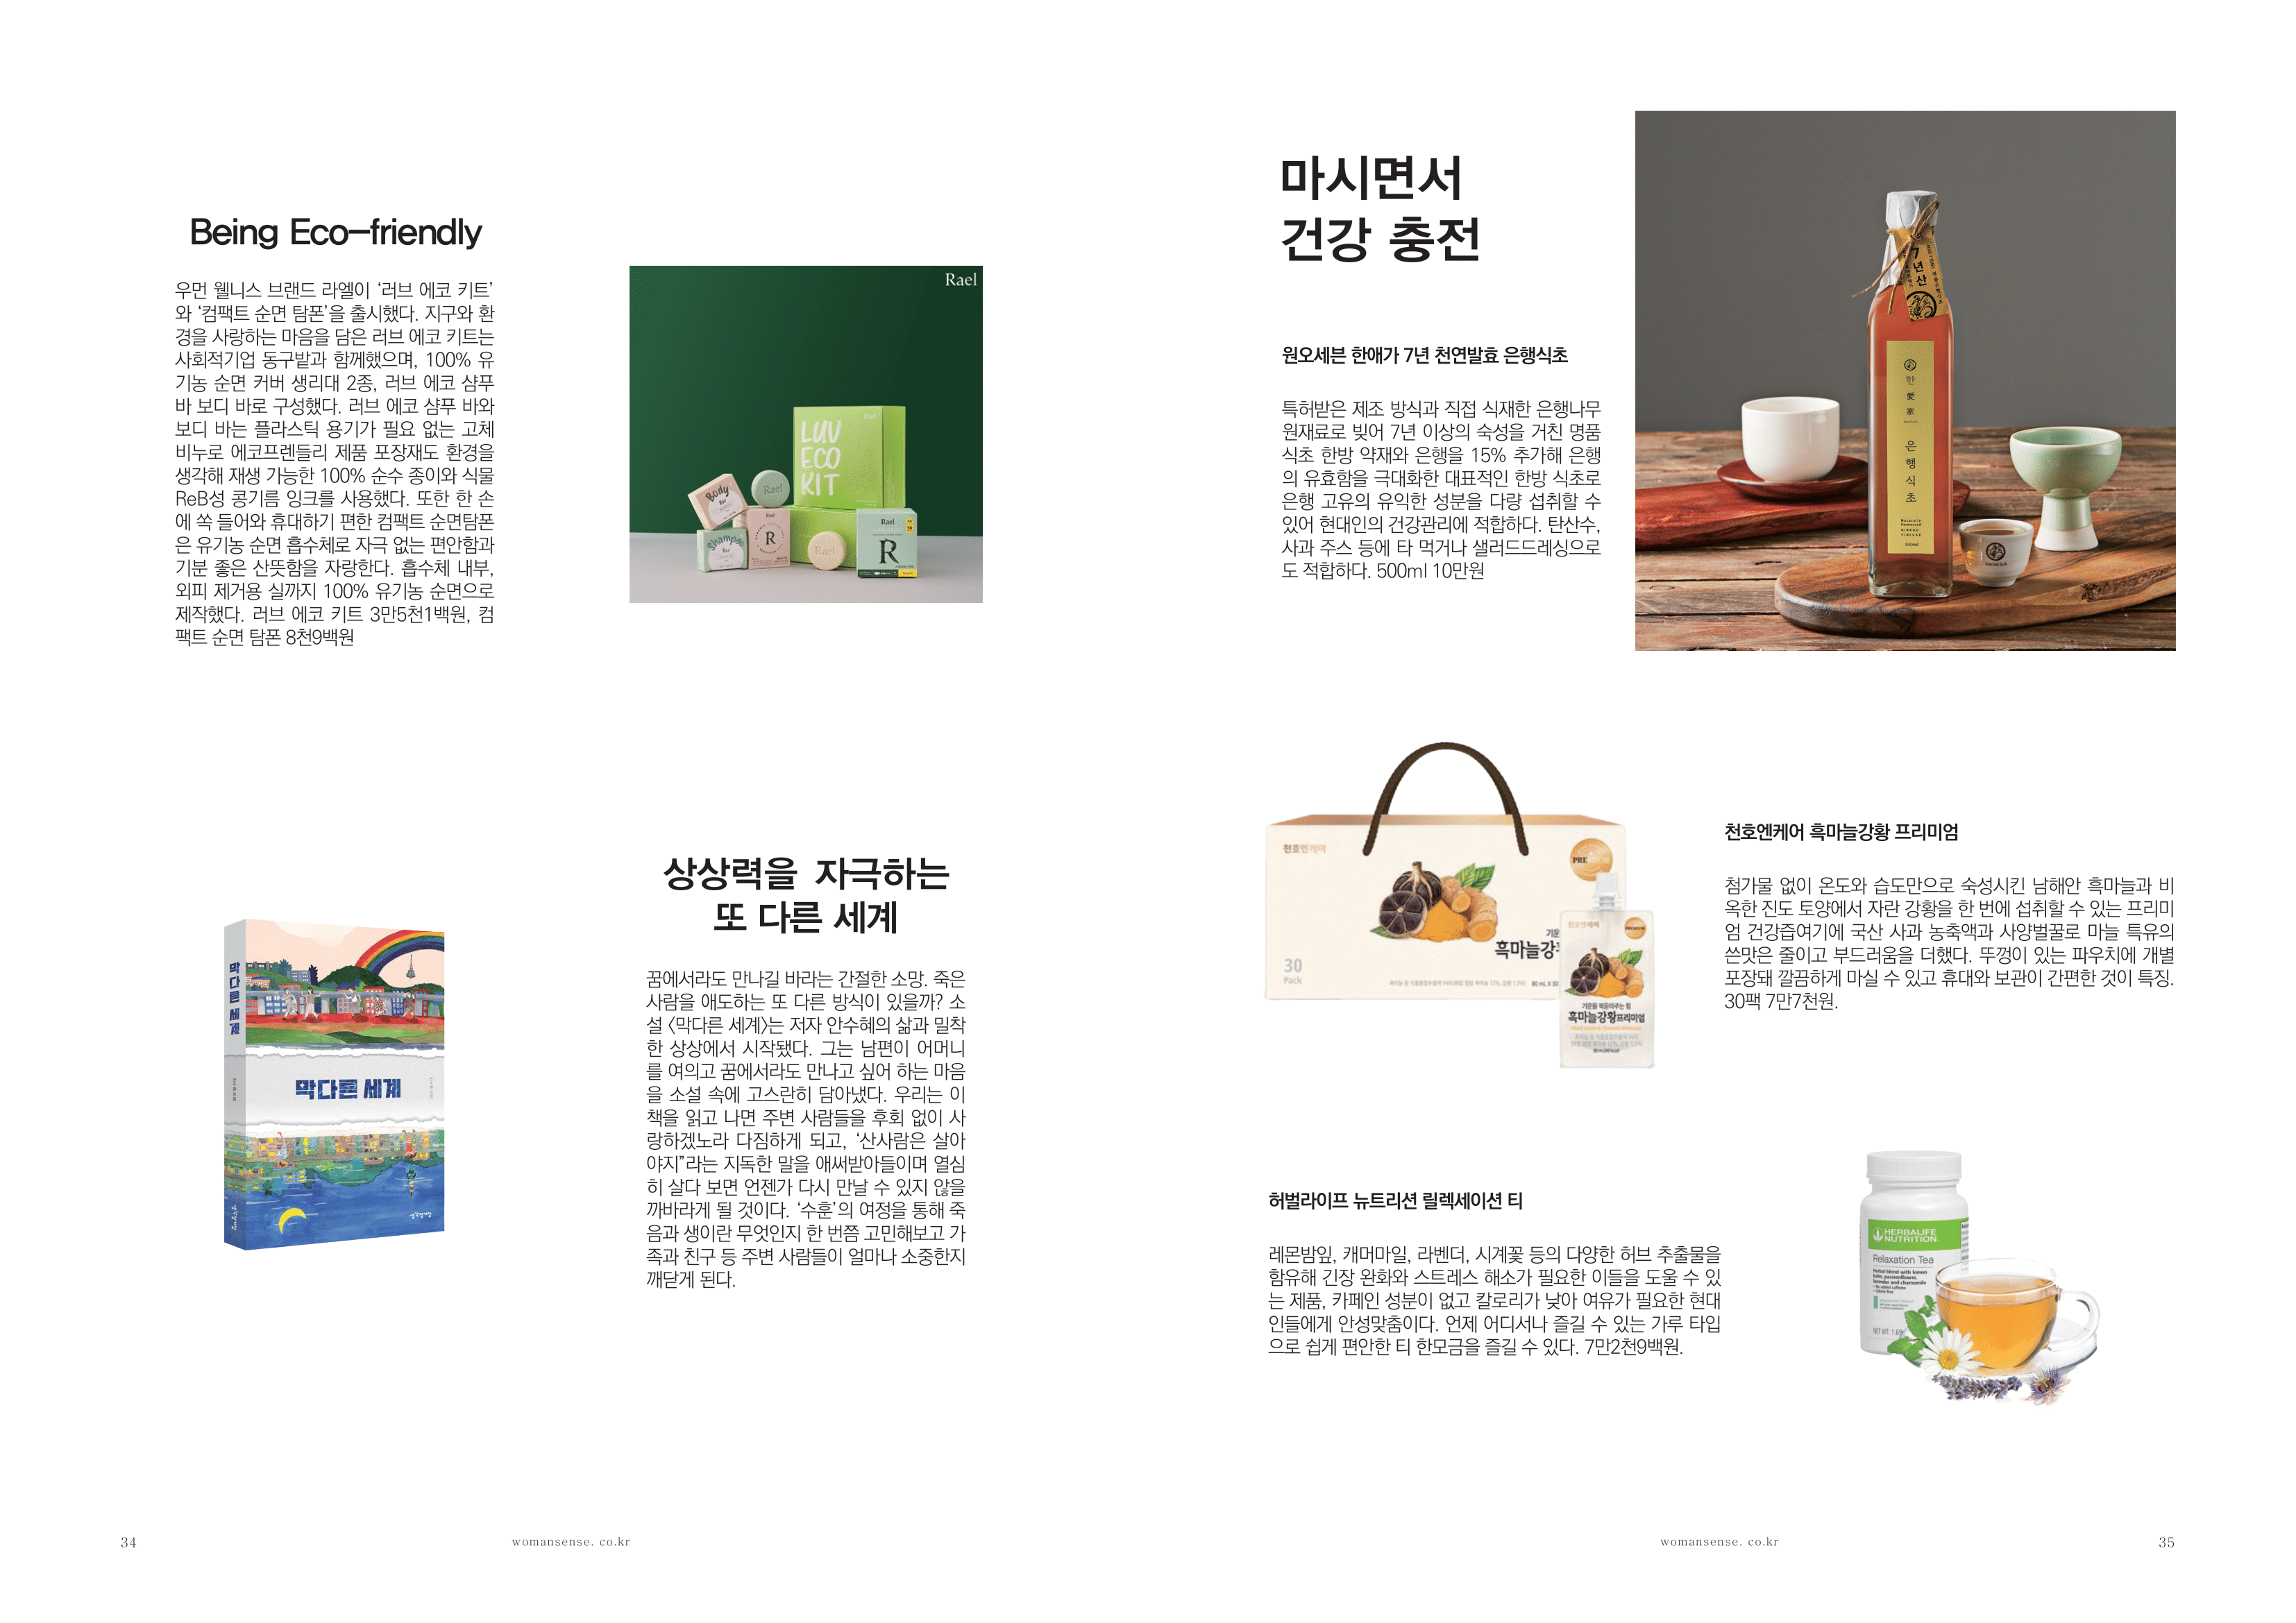 Being Eco-friendly
우먼 웰니스 브랜드 라엘이 ‘러브 에코 키트’
와 ‘컴팩트 순면 탐폰’을 출시했다. 지구와 환
경을 사랑하는 마음을 담은 러브 에코 키트는
사회적기업 동구밭과 함께했으며, 100% 유
기농 순면 커버 생리대 2종, 러브 에코 샴푸
바 보디 바로 구성했다. 러브 에코 샴푸 바와
보디 바는 플라스틱 용기가 필요 없는 고체
비누로 에코프렌들리 제품 포장재도 환경을
생각해 재생 가능한 100% 순수 종이와 식물
ReB성 콩기름 잉크를 사용했다. 또한 한 손
에 쏙 들어와 휴대하기 편한 컴팩트 순면탐폰
은 유기농 순면 흡수체로 자극 없는 편안함과
기분 좋은 산뜻함을 자랑한다. 흡수체 내부,
외피 제거용 실까지 100% 유기농 순면으로
제작했다. 러브 에코 키트 3만5천1백원, 컴
팩트 순면 탐폰 8천9백원
Rael
Rael
LUV
ECO
KIT
Body
Bar
Rael
Shampoo
Bar
Rael
R
Rael
Rael
R
상상력을 자극하는
또 다른 세계
꿈에서라도 만나길 바라는 간절한 소망. 죽은
사람을 애도하는 또 다른 방식이 있을까? 소
설 〈막다른 세계〉는 저자 안수혜의 삶과 밀착
한 상상에서 시작됐다. 그는 남편이 어머니
를 여의고 꿈에서라도 만나고 싶어 하는 마음
을 소설 속에 고스란히 담아냈다. 우리는 이
책을 읽고 나면 주변 사람들을 후회 없이 사
랑하겠노라 다짐하게 되고, ‘산사람은 살아
야지”라는 지독한 말을 애써받아들이며 열심
히 살다 보면 언젠가 다시 만날 수 있지 않을
까바라게 될 것이다. ‘수훈’의 여정을 통해 죽
음과 생이란 무엇인지 한 번쯤 고민해보고 가
족과 친구 등 주변 사람들이 얼마나 소중한지
깨닫게 된다.
막다른 세계
막다른 세계
34
womansense. co.kr
마시면서
건강 충전
원오세븐 한애가 7년 천연발효 은행식초
특허받은 제조 방식과 직접 식재한 은행나무
원재료로 빚어 7년 이상의 숙성을 거친 명품
식초 한방 약재와 은행을 15% 추가해 은행
의 유효함을 극대화한 대표적인 한방 식초로
은행 고유의 유익한 성분을 다량 섭취할 수
있어 현대인의 건강관리에 적합하다. 탄산수,
사과 주스 등에 타 먹거나 샐러드드레싱으로
도 적합하다. 500ml 10만원
7년산
한愛家
은행식초
Naturally
Fermented
GINKGO
VINEGAR
500ml
HANEGA
천호엔케어
PREMIUM
30
Pack
흑마늘강황
천호엔케어
PREMIUM
기운을 북돋아주는 힘
흑마늘강황프리미엄
천호엔케어 흑마늘강황 프리미엄
첨가물 없이 온도와 습도만으로 숙성시킨 남해안 흑마늘과 비
옥한 진도 토양에서 자란 강황을 한 번에 섭취할 수 있는 프리미
엄 건강즙여기에 국산 사과 농축액과 사양벌꿀로 마늘 특유의
쓴맛은 줄이고 부드러움을 더했다. 뚜껑이 있는 파우치에 개별
포장돼 깔끔하게 마실 수 있고 휴대와 보관이 간편한 것이 특징.
30팩 7만7천원.
허벌라이프 뉴트리션 릴렉세이션 티
레몬밤잎, 캐머마일, 라벤더, 시계꽃 등의 다양한 허브 추출물을
함유해 긴장 완화와 스트레스 해소가 필요한 이들을 도울 수 있
는 제품, 카페인 성분이 없고 칼로리가 낮아 여유가 필요한 현대
인들에게 안성맞춤이다. 언제 어디서나 즐길 수 있는 가루 타입
으로 쉽게 편안한 티 한모금을 즐길 수 있다. 7만2천9백원.
HERBALIFE
NUTRITION
Relaxation Tea
Herbal blend with lemon
balm, passionflower,
lavender and chamomile
womansense. co.kr
35